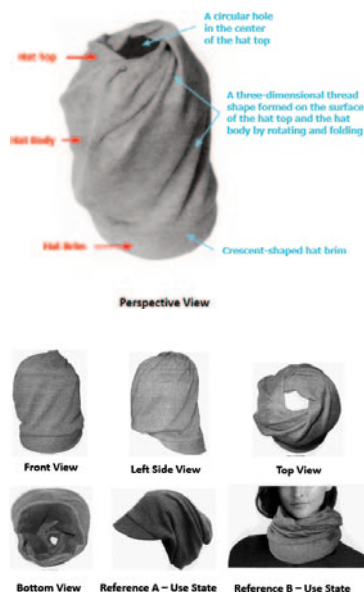 A circular hole
in the center
of the hat top
Hat Top
A three-dimensional thread
shape formed on the surface
of the hat top and the hat
body by rotating and folding
Hat Body
Hat Brim
Crescent-shaped hat brim
Perspective View
Front View
Left Side View
Top View
Bottom View
Reference A – Use State
Reference B – Use State